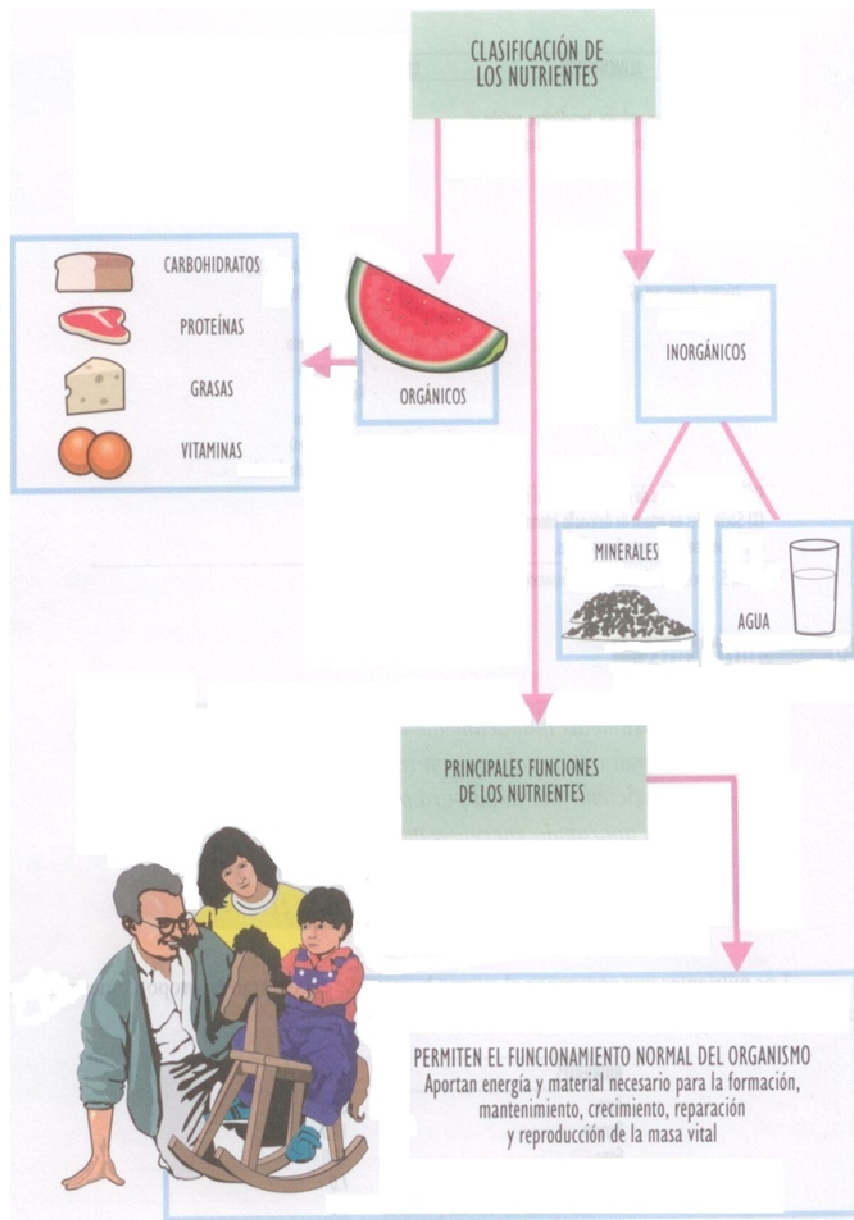 CLASIFICACIÓN DE
LOS NUTRIENTES
CARBOHIDRATOS
PROTEÍNAS
GRASAS
VITAMINAS
ORGÁNICOS
INORGÁNICOS
MINERALES
AGUA
PRINCIPALES FUNCIONES
DE LOS NUTRIENTES
PERMITEN EL FUNCIONAMIENTO NORMAL DEL ORGANISMO
Aportan energía y material necesario para la formación,
mantenimiento, crecimiento, reparación
y reproducción de la masa vital